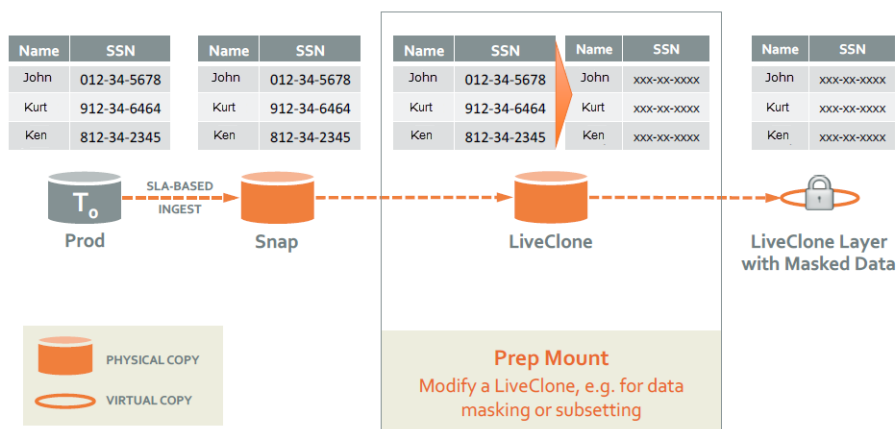 Name SSN
John 012-34-5678
Kurt 912-34-6464
Ken 812-34-2345
Name SSN
John 012-34-5678
Kurt 912-34-6464
Ken 812-34-2345
Name SSN
John 012-34-5678
Kurt 912-34-6464
Ken 812-34-2345
Name SSN
John xxx-xx-xxxx
Kurt xxx-xx-xxxx
Ken xxx-xx-xxxx
Name SSN
John xxx-xx-xxxx
Kurt xxx-xx-xxxx
Ken xxx-xx-xxxx
To
Prod
SLA-BASED
INGEST
Snap
LiveClone
LiveClone Layer
with Masked Data
PHYSICAL COPY
VIRTUAL COPY
Prep Mount
Modify a LiveClone, e.g. for data
masking or subsetting